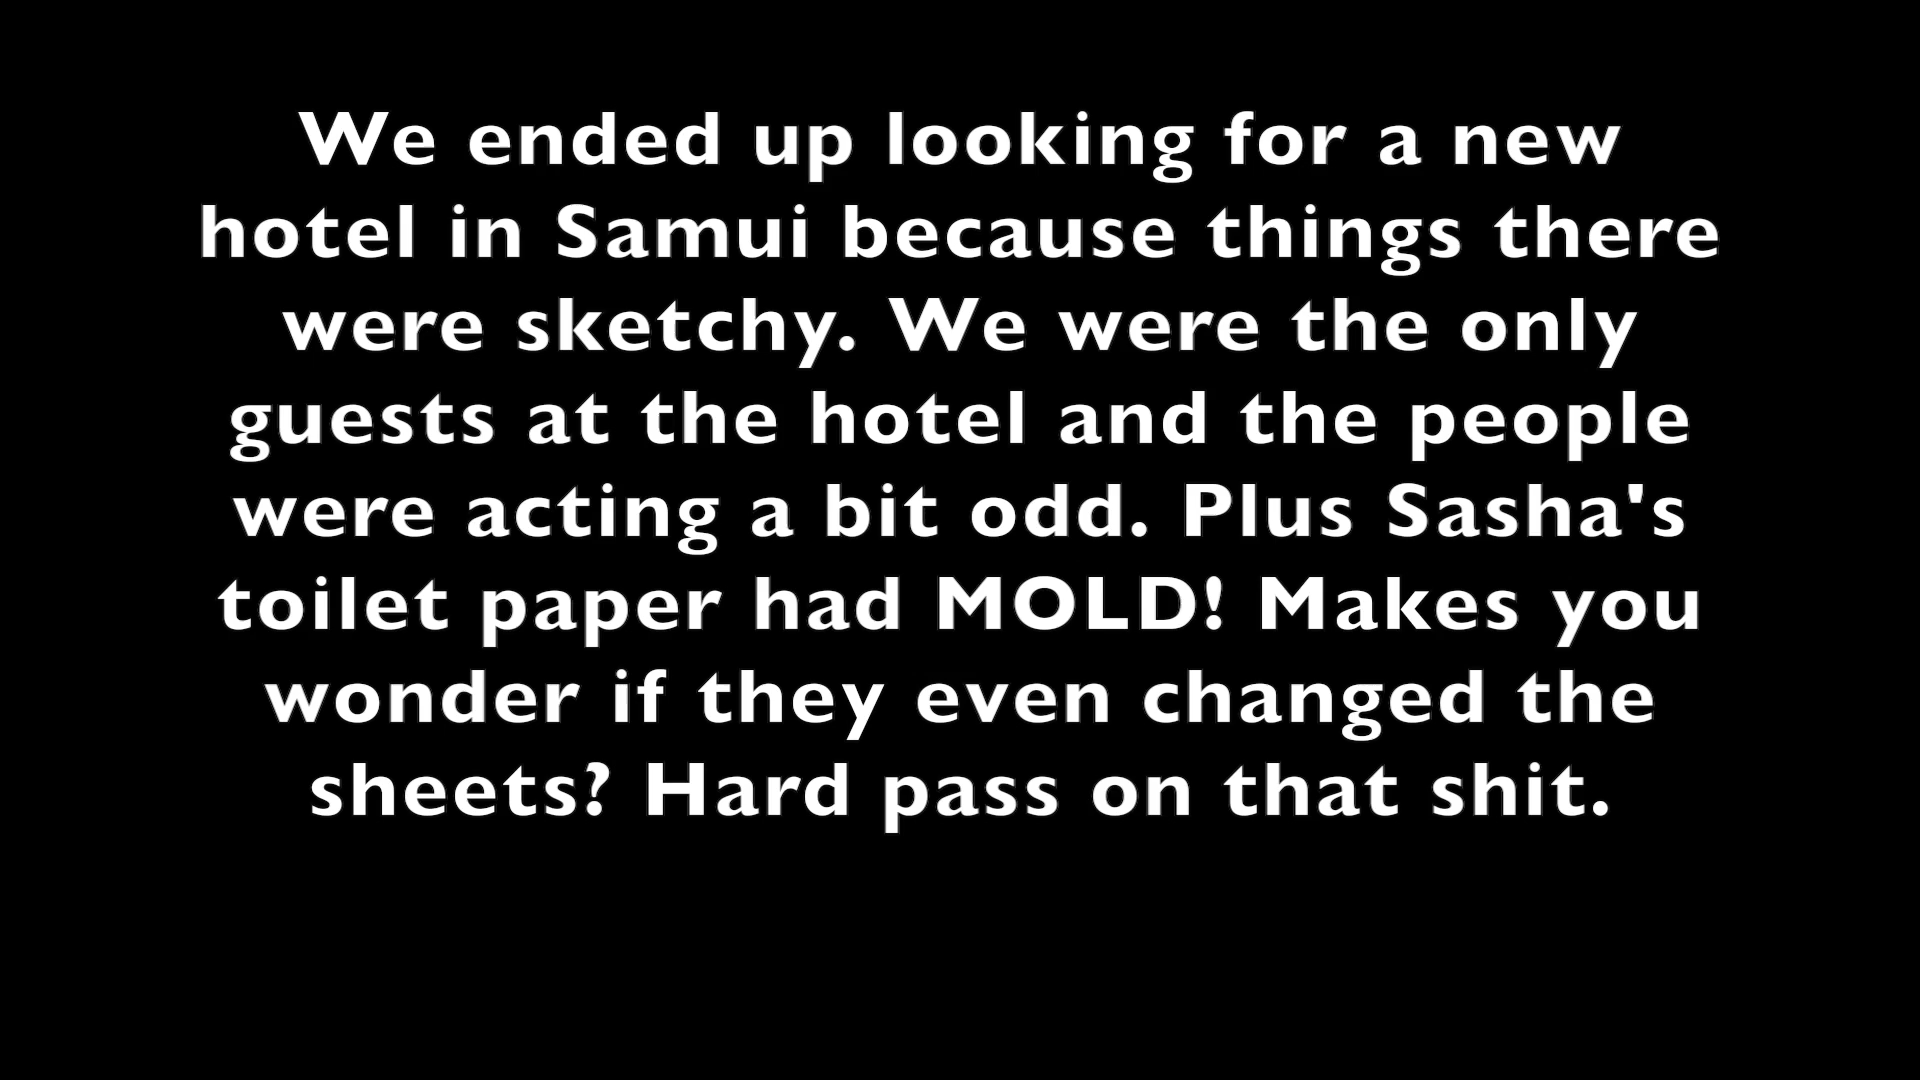 We ended up looking for a new
hotel in Samui because things there
were sketchy. We were the only
guests at the hotel and the people
were acting a bit odd. Plus Sasha's
toilet paper had MOLD! Makes you
wonder if they even changed the
sheets? Hard pass on that shit.